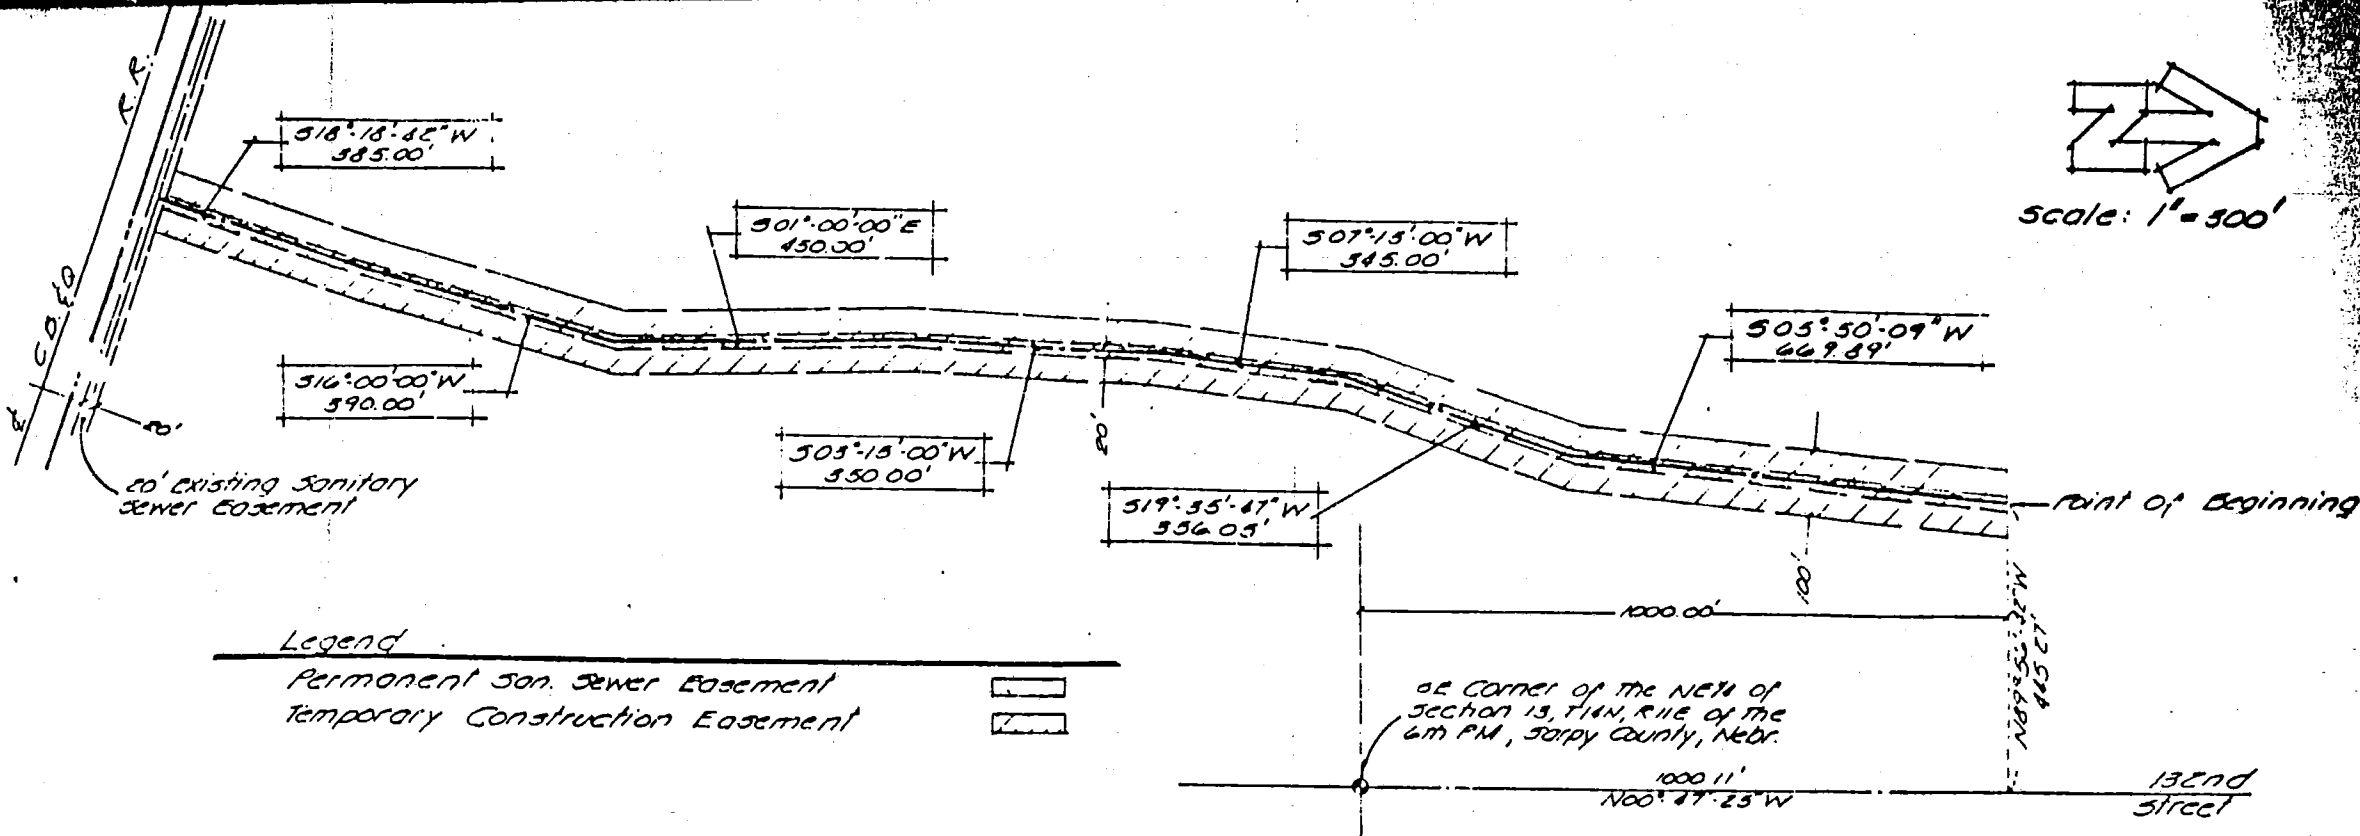 R.R.
S18°-18'-42" W
385.00'
S01°-00'-00" E
450.00'
S07°-15'-00" W
345.00'
N
Scale: 1"=300'
S05°-50'-09" W
669.89'
C.B.&Q
S16°-00'-00" W
390.00'
20'
20' existing Sanitary
Sewer Easement
S03°-15'-00" W
350.00'
20'
S19°-35'-47" W
356.03'
Point Of Beginning
100'
1000.00'
465.27'
Legend
Permanent San. Sewer Easement
Temporary Construction Easement
SE Corner of the NE¼ of
Section 13, T14N, R11E of the
6th PM, Sarpy County, Nebr.
1000.11'
N00°-47'-25" W
132nd
Street